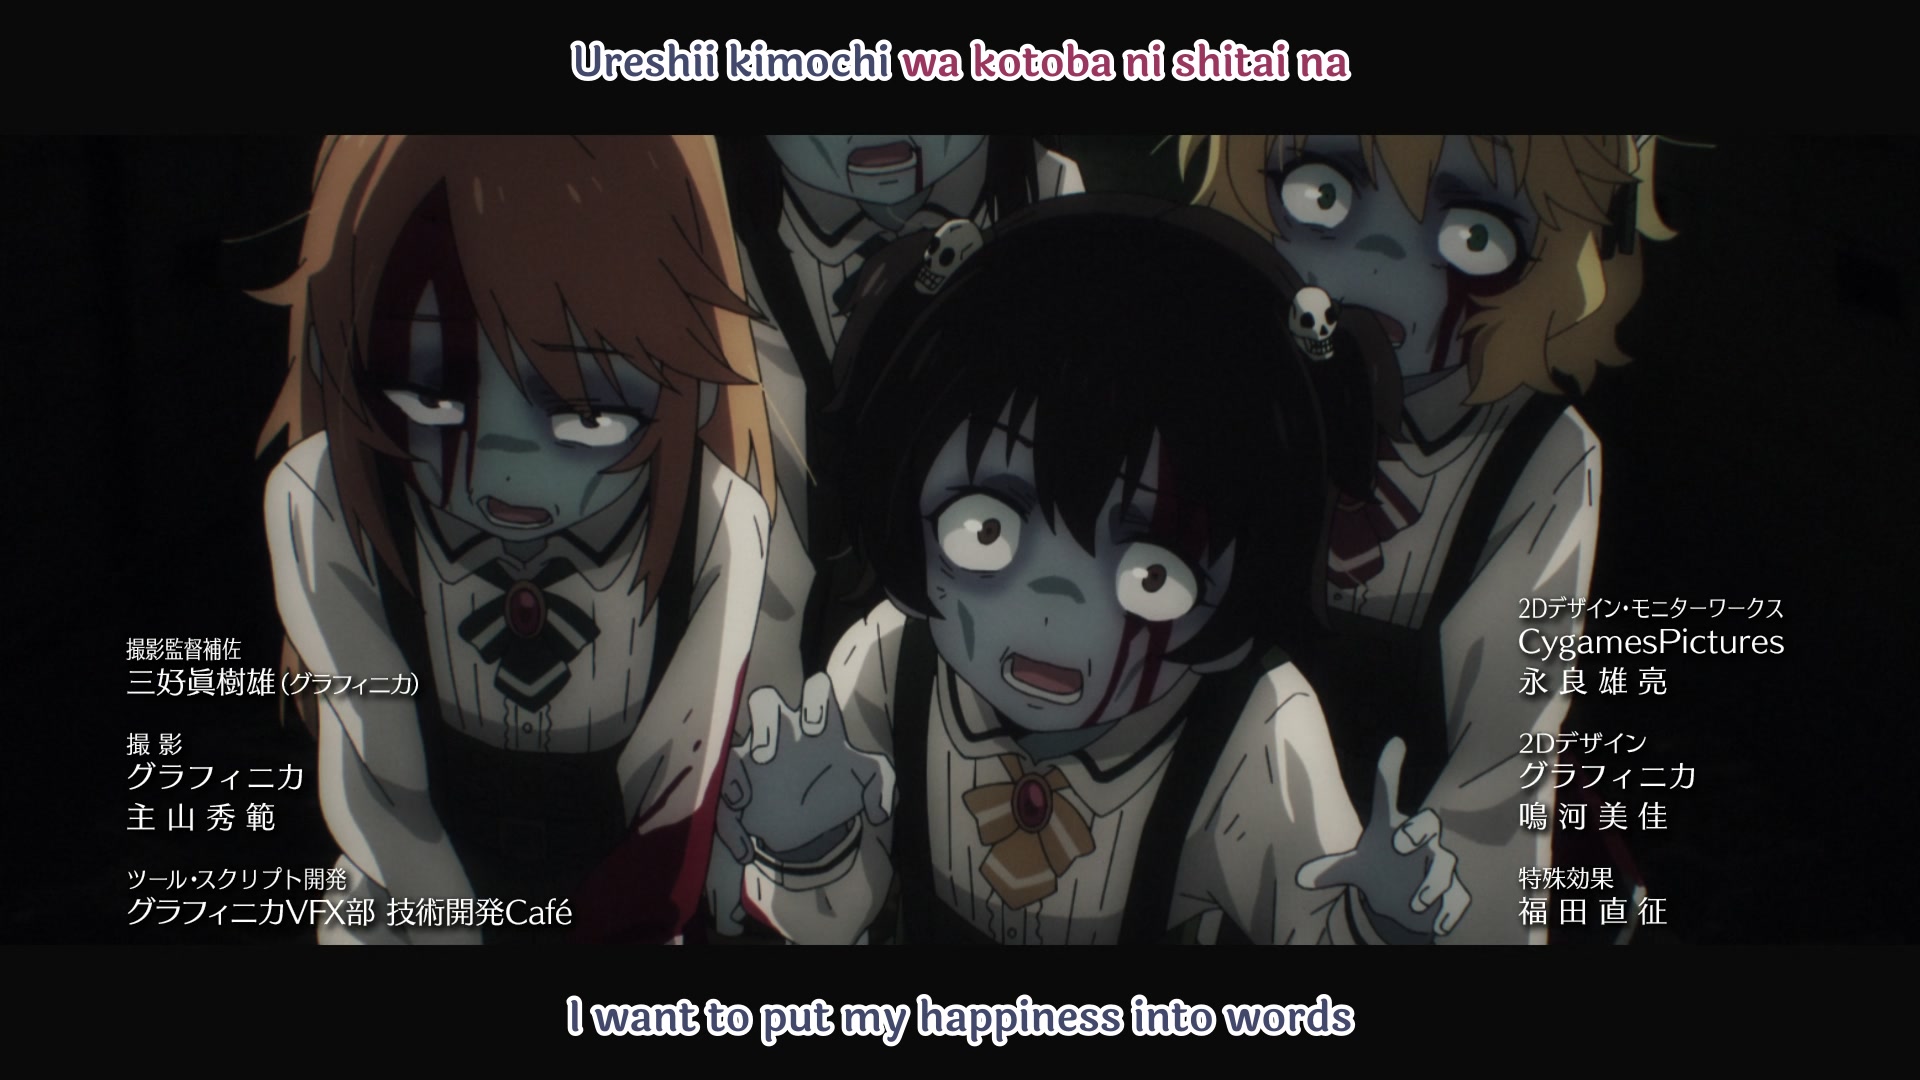 Ureshii kimochi wa kotoba ni shitai na
撮影監督補佐
三好眞樹雄(グラフィニカ)
撮影
グラフィニカ
主山秀範
ツール・スクリプト開発
グラフィニカVFX部 技術開発Café
2Dデザイン・モニターワークス
CygamesPictures
永良雄亮
2Dデザイン
グラフィニカ
鳴河美佳
特殊効果
福田直征
I want to put my happiness into words